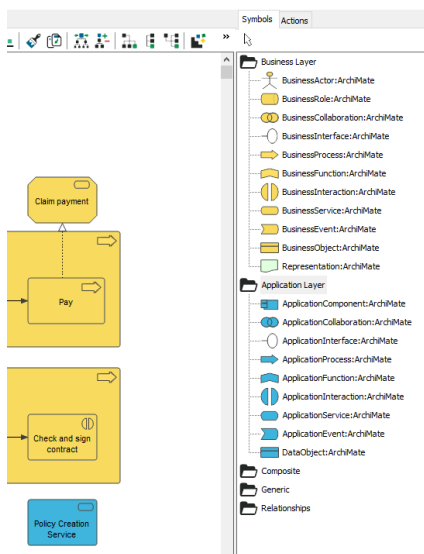 Symbols
Actions
Business Layer
BusinessActor:ArchiMate
BusinessRole:ArchiMate
BusinessCollaboration:ArchiMate
BusinessInterface:ArchiMate
BusinessProcess:ArchiMate
BusinessFunction:ArchiMate
BusinessInteraction:ArchiMate
BusinessService:ArchiMate
BusinessEvent:ArchiMate
BusinessObject:ArchiMate
Representation:ArchiMate
Application Layer
ApplicationComponent:ArchiMate
ApplicationCollaboration:ArchiMate
ApplicationInterface:ArchiMate
ApplicationProcess:ArchiMate
ApplicationFunction:ArchiMate
ApplicationInteraction:ArchiMate
ApplicationService:ArchiMate
ApplicationEvent:ArchiMate
DataObject:ArchiMate
Composite
Generic
Relationships
Claim payment
Pay
Check and sign
contract
Policy Creation
Service